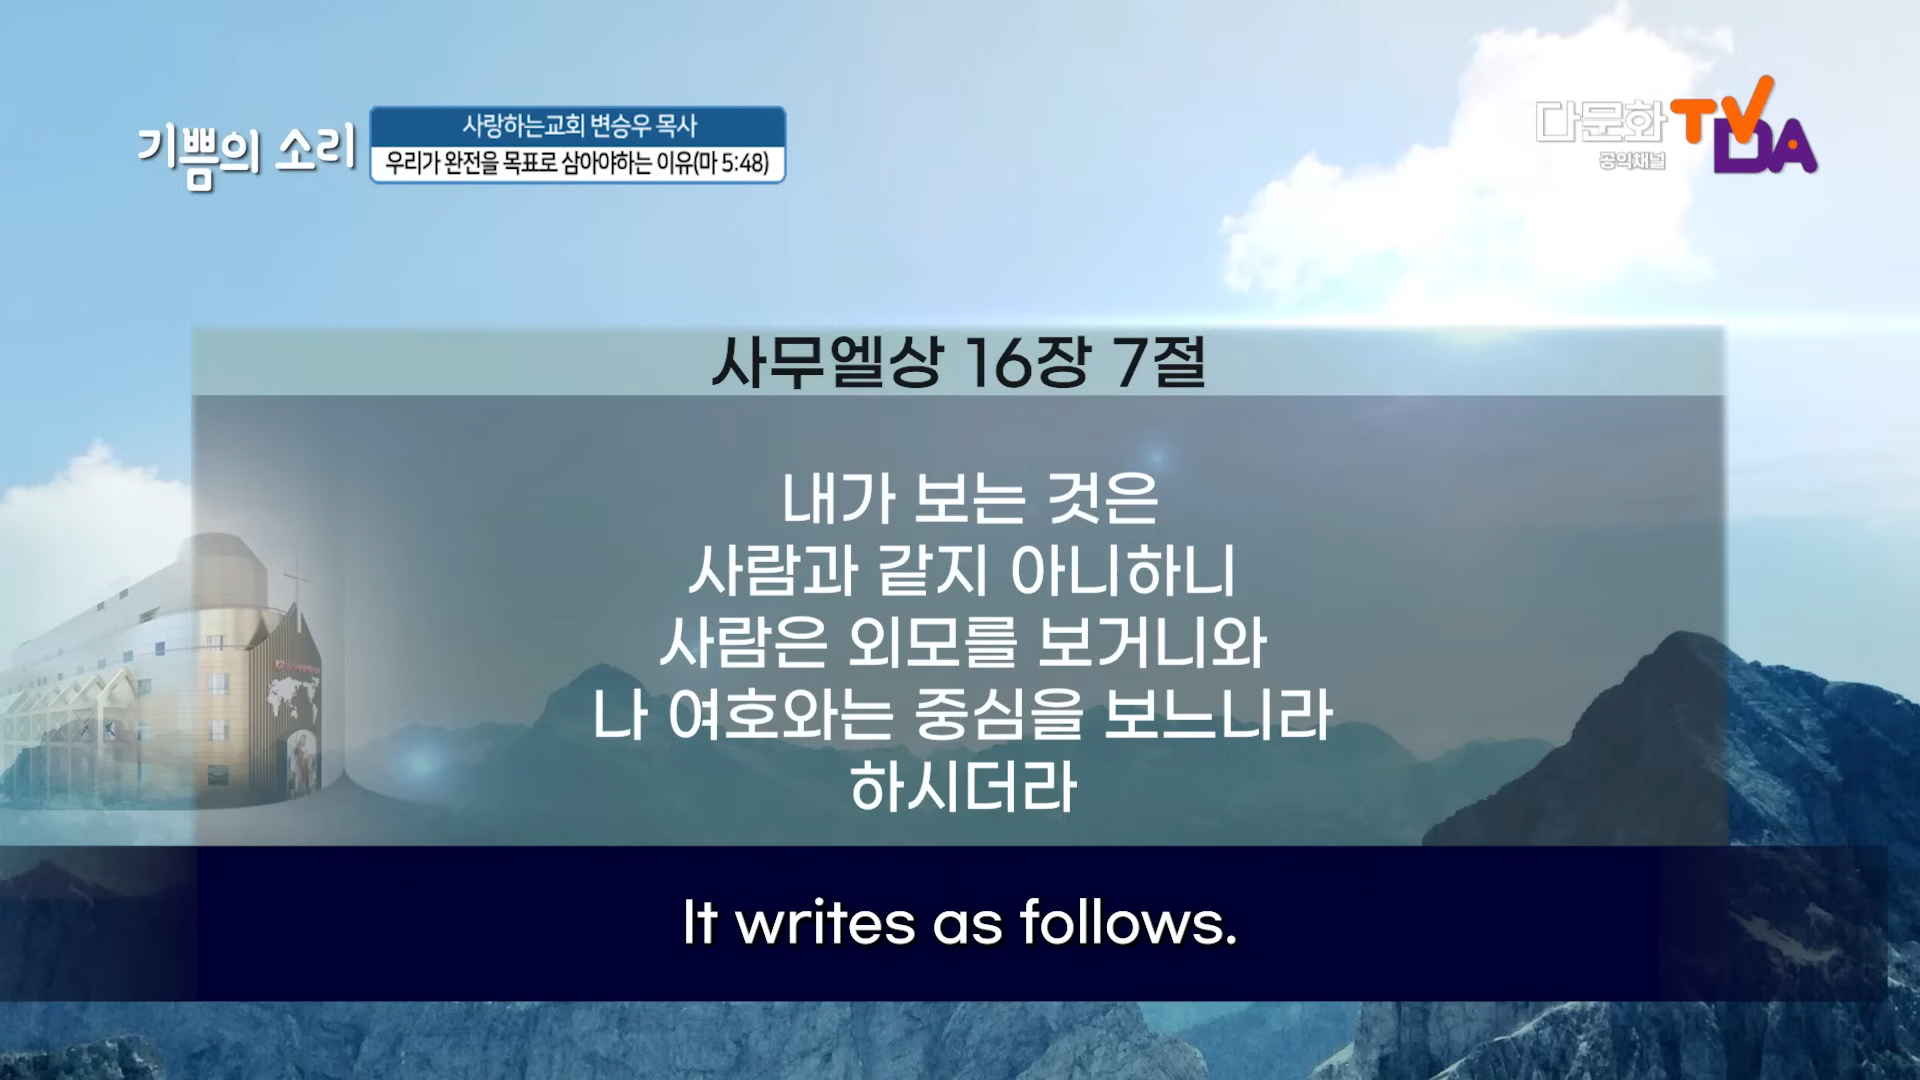 기쁨의 소리
사랑하는교회 변승우 목사
우리가 완전을 목표로 삼아야하는 이유(마 5:48)
다문화 TV
공익채널 DA
사무엘상 16장 7절
내가 보는 것은
사람과 같지 아니하니
사람은 외모를 보거니와
나 여호와는 중심을 보느니라
하시더라
It writes as follows.